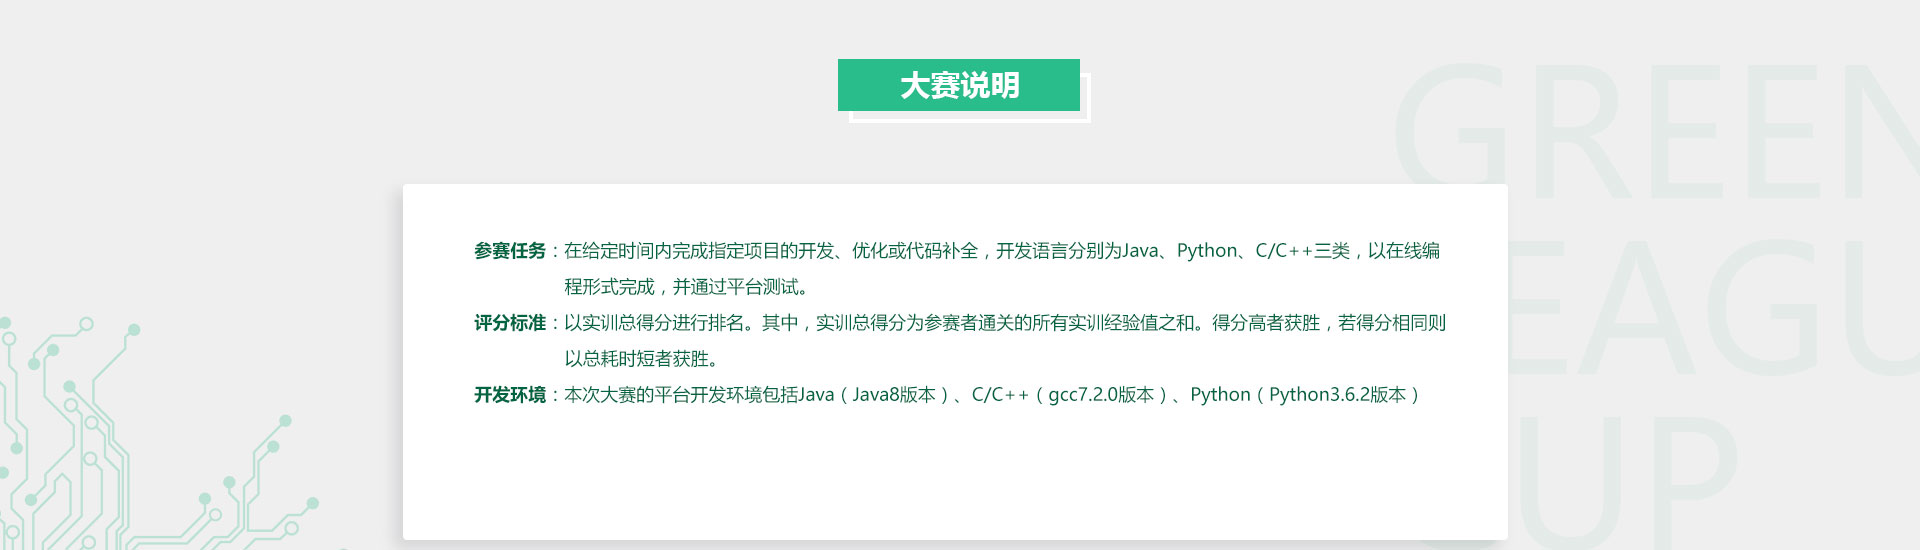 大赛说明
GREEN
参赛任务：在给定时间内完成指定项目的开发、优化或代码补全，开发语言分别为Java、Python、C/C++三类，以在线编
程形式完成，并通过平台测试。
EAGU
评分标准：以实训总得分进行排名。其中，实训总得分为参赛者通关的所有实训经验值之和。得分高者获胜，若得分相同则
以总耗时短者获胜。
开发环境：本次大赛的平台开发环境包括Java（Java8版本）、C/C++（gcc7.2.0版本）、Python（Python3.6.2版本）
UP